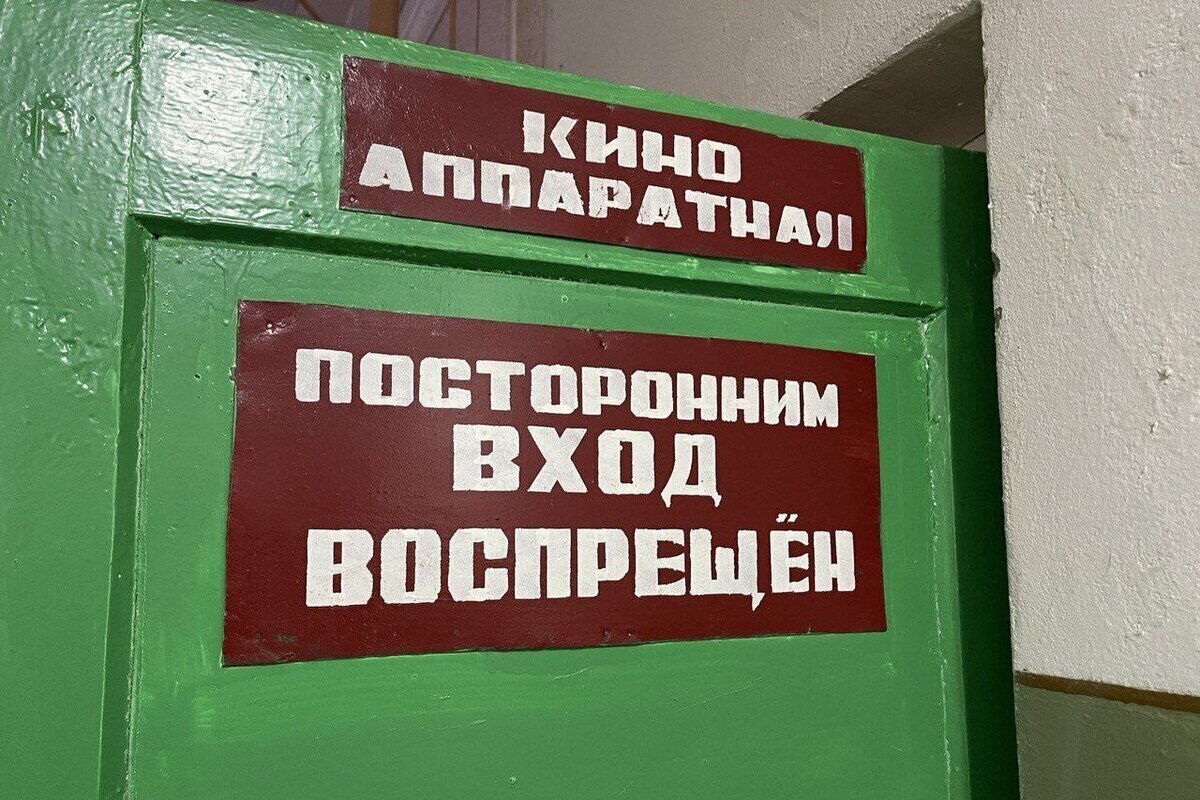 КИНО
АППАРАТНАЯ
ПОСТОРОННИМ
ВХОД
ВОСПРЕЩЁН